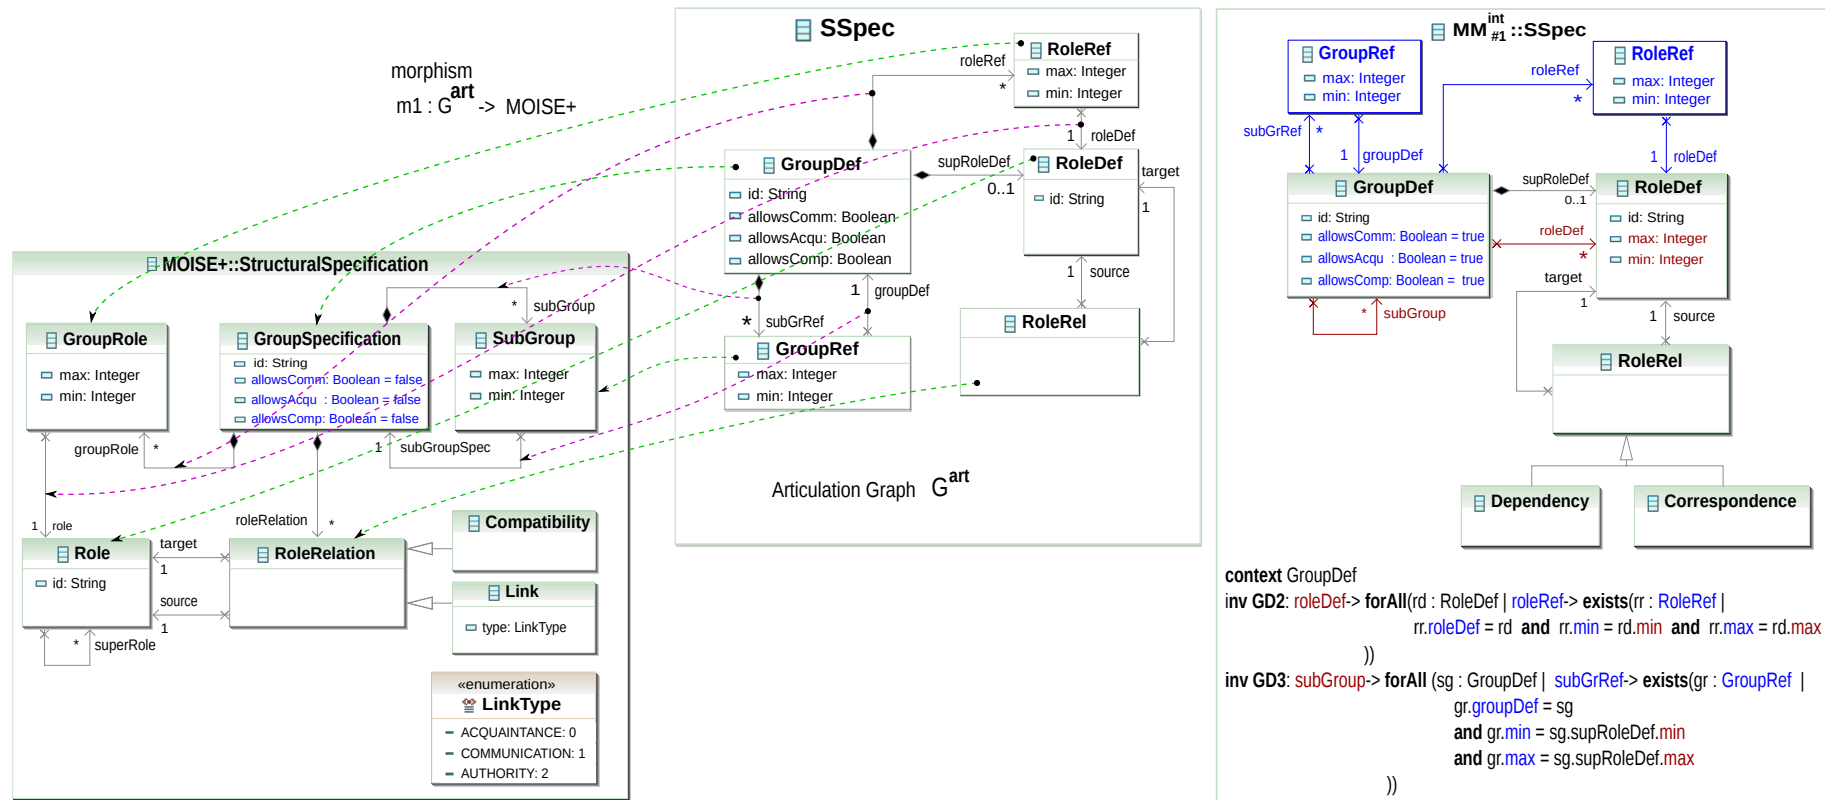 morphism
m1 : G^art -> MOISE+
MOISE+::StructuralSpecification
GroupRole
max: Integer
min: Integer
GroupSpecification
id: String
allowsComm: Boolean = false
allowsAcqu : Boolean = false
allowsComp: Boolean = false
* subGroup
SubGroup
max: Integer
min: Integer
groupRole *
1 subGroupSpec
1 role
roleRelation *
Role
id: String
target
1
source
1
* superRole
RoleRelation
Compatibility
Link
type: LinkType
«enumeration»
LinkType
ACQUAINTANCE: 0
COMMUNICATION: 1
AUTHORITY: 2
SSpec
roleRef
*
RoleRef
max: Integer
min: Integer
1 roleDef
GroupDef
id: String
allowsComm: Boolean
allowsAcqu: Boolean
allowsComp: Boolean
supRoleDef
0..1
RoleDef
id: String
target
1
1 source
1 groupDef
* subGrRef
GroupRef
max: Integer
min: Integer
RoleRel
Articulation Graph G^art
MM^int #1 ::SSpec
GroupRef
max: Integer
min: Integer
roleRef
*
RoleRef
max: Integer
min: Integer
subGrRef *
1 groupDef
1 roleDef
GroupDef
id: String
allowsComm: Boolean = true
allowsAcqu : Boolean = true
allowsComp: Boolean = true
supRoleDef
0..1
roleDef
*
RoleDef
id: String
max: Integer
min: Integer
target
1
* subGroup
1 source
RoleRel
Dependency
Correspondence
context GroupDef
inv GD2: roleDef-> forAll(rd : RoleDef | roleRef-> exists(rr : RoleRef |
rr.roleDef = rd and rr.min = rd.min and rr.max = rd.max
))
inv GD3: subGroup-> forAll (sg : GroupDef | subGrRef-> exists(gr : GroupRef |
gr.groupDef = sg
and gr.min = sg.supRoleDef.min
and gr.max = sg.supRoleDef.max
))